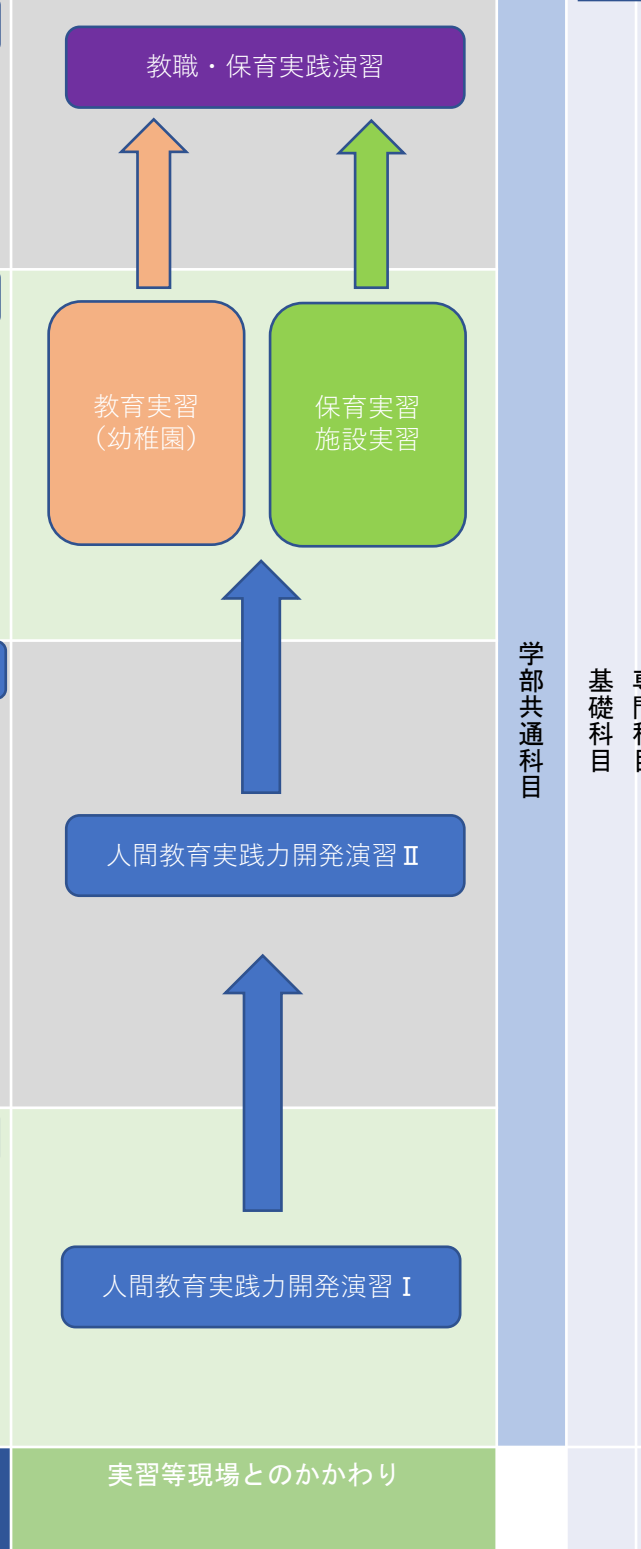 教職・保育実践演習
教育実習
（幼稚園）
保育実習
施設実習
人間教育実践力開発演習Ⅱ
人間教育実践力開発演習Ⅰ
実習等現場とのかかわり
学部共通科目
基礎科目